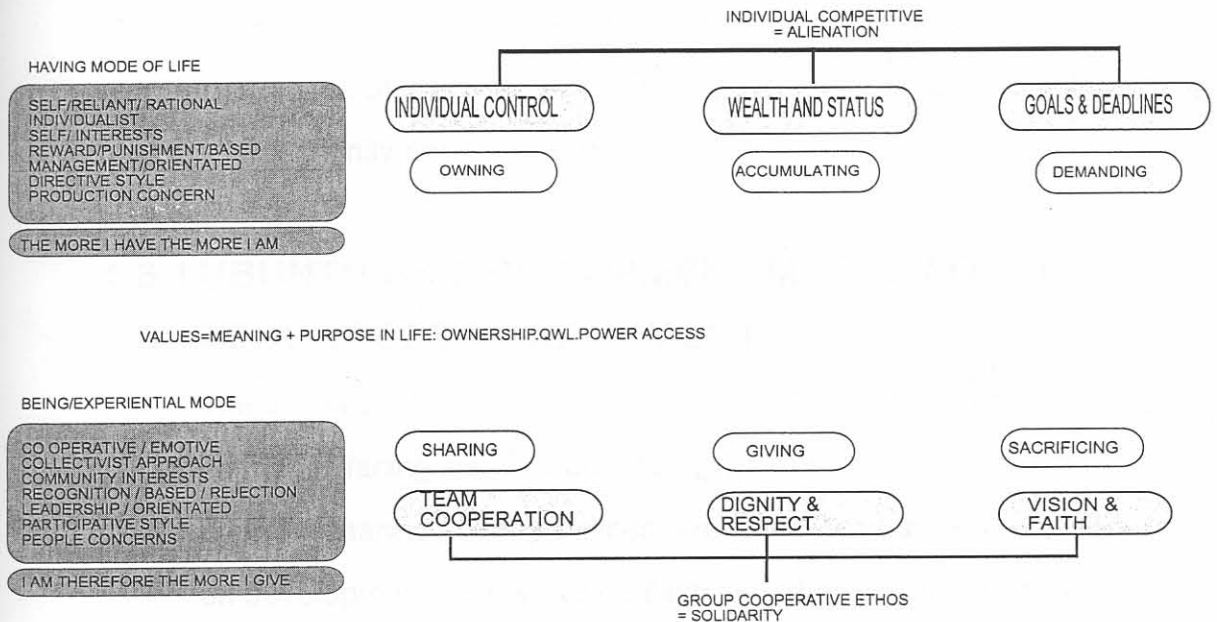 INDIVIDUAL COMPETITIVE
= ALIENATION
HAVING MODE OF LIFE
SELF/RELIANT/ RATIONAL
INDIVIDUALIST
SELF/ INTERESTS
REWARD/PUNISHMENT/BASED
MANAGEMENT/ORIENTATED
DIRECTIVE STYLE
PRODUCTION CONCERN
THE MORE I HAVE THE MORE I AM
INDIVIDUAL CONTROL
WEALTH AND STATUS
GOALS & DEADLINES
OWNING
ACCUMULATING
DEMANDING
VALUES=MEANING + PURPOSE IN LIFE: OWNERSHIP.QWL.POWER ACCESS
BEING/EXPERIENTIAL MODE
CO OPERATIVE / EMOTIVE
COLLECTIVIST APPROACH
COMMUNITY INTERESTS
RECOGNITION / BASED / REJECTION
LEADERSHIP / ORIENTATED
PARTICIPATIVE STYLE
PEOPLE CONCERNS
I AM THEREFORE THE MORE I GIVE
SHARING
GIVING
SACRIFICING
TEAM
COOPERATION
DIGNITY &
RESPECT
VISION &
FAITH
GROUP COOPERATIVE ETHOS
= SOLIDARITY